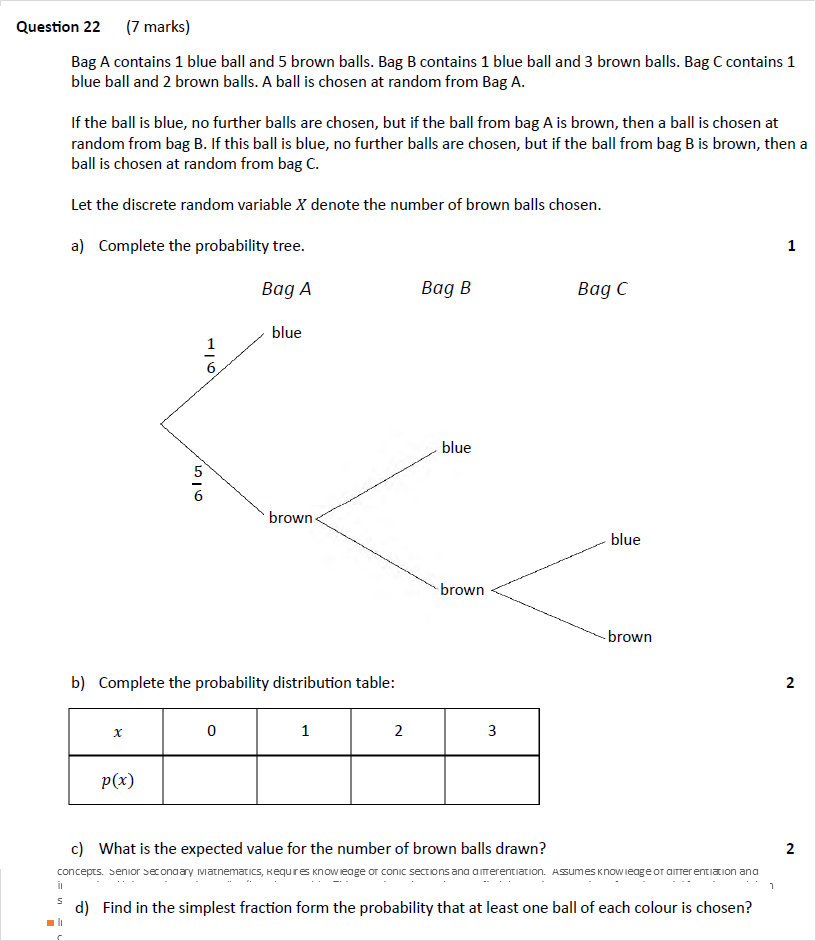 Question 22 (7 marks)
Bag A contains 1 blue ball and 5 brown balls. Bag B contains 1 blue ball and 3 brown balls. Bag C contains 1
blue ball and 2 brown balls. A ball is chosen at random from Bag A.
If the ball is blue, no further balls are chosen, but if the ball from bag A is brown, then a ball is chosen at
random from bag B. If this ball is blue, no further balls are chosen, but if the ball from bag B is brown, then a
ball is chosen at random from bag C.
Let the discrete random variable X denote the number of brown balls chosen.
a) Complete the probability tree. 1
Bag A Bag B Bag C
blue
1
6
blue
5
6
brown
blue
brown
brown
b) Complete the probability distribution table: 2
x 0 1 2 3
p(x)
c) What is the expected value for the number of brown balls drawn? 2
concepts. Senior Secondary Mathematics, Requires knowledge of conic sections and differentiation. Assumes knowledge of differentiation and
s
d) Find in the simplest fraction form the probability that at least one ball of each colour is chosen?